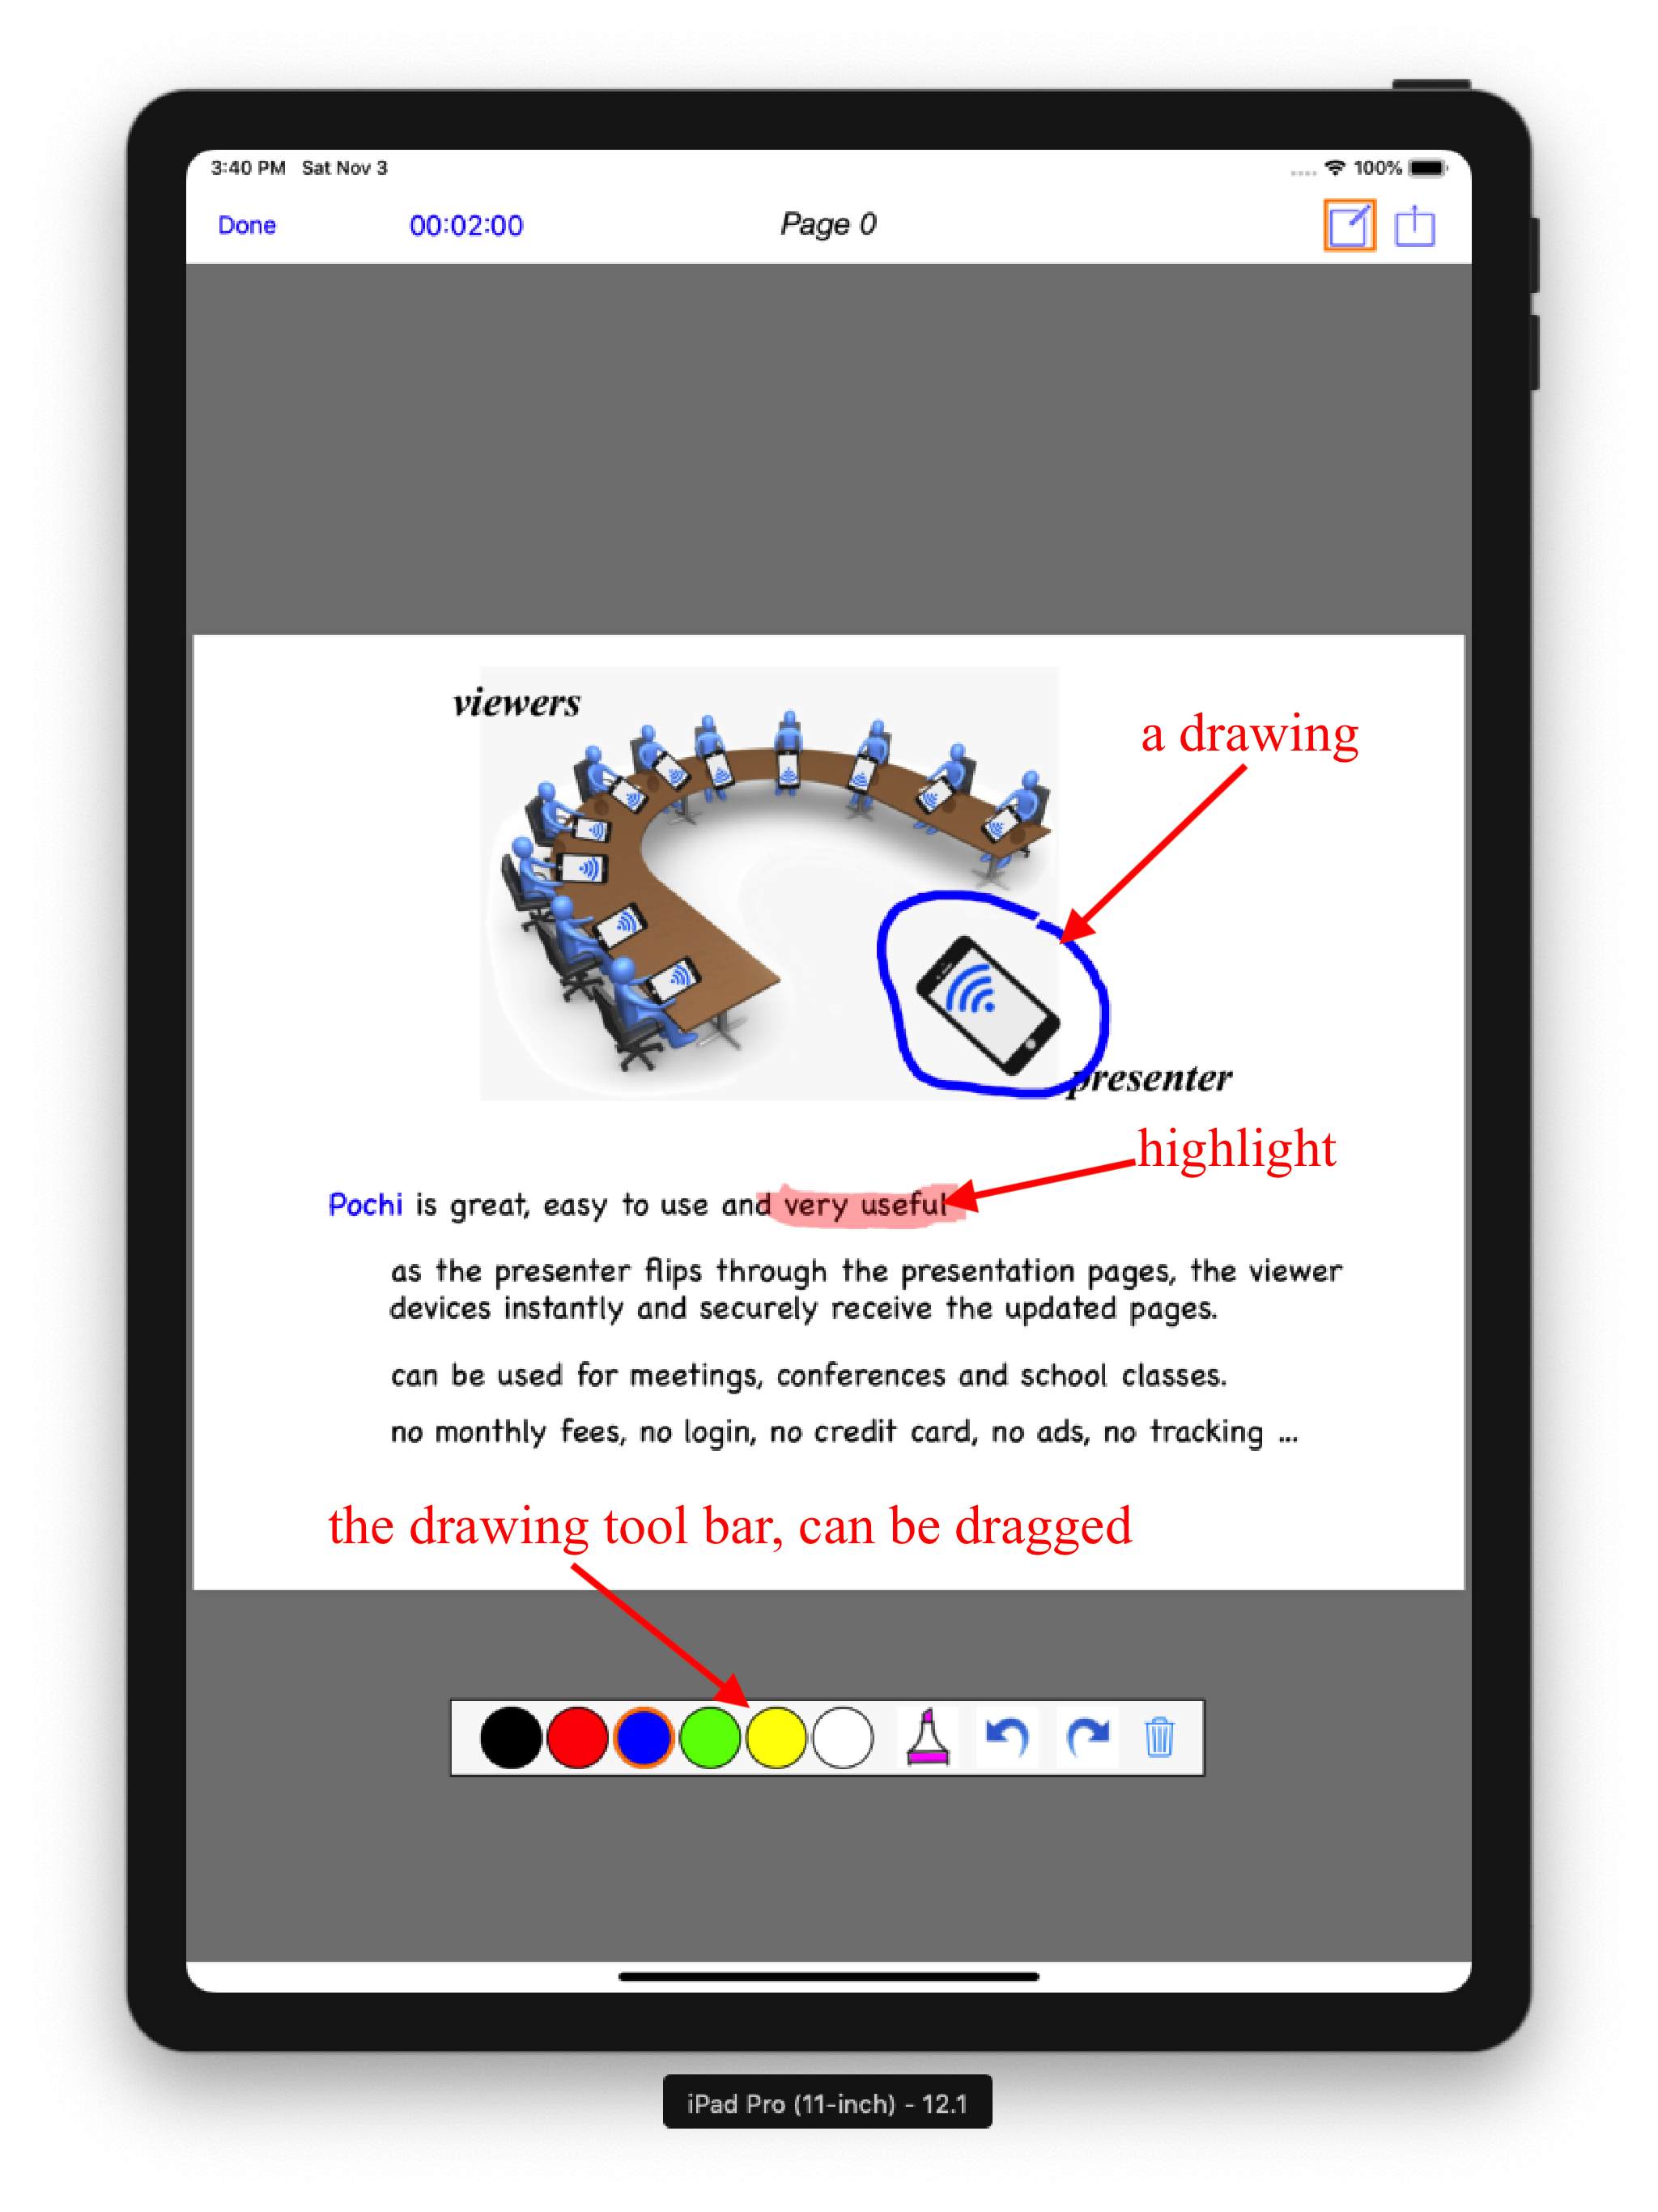 3:40 PM Sat Nov 3
100%
Done
00:02:00
Page 0
viewers
a drawing
presenter
highlight
Pochi is great, easy to use and very useful
as the presenter flips through the presentation pages, the viewer
devices instantly and securely receive the updated pages.
can be used for meetings, conferences and school classes.
no monthly fees, no login, no credit card, no ads, no tracking ...
the drawing tool bar, can be dragged
iPad Pro (11-inch) - 12.1